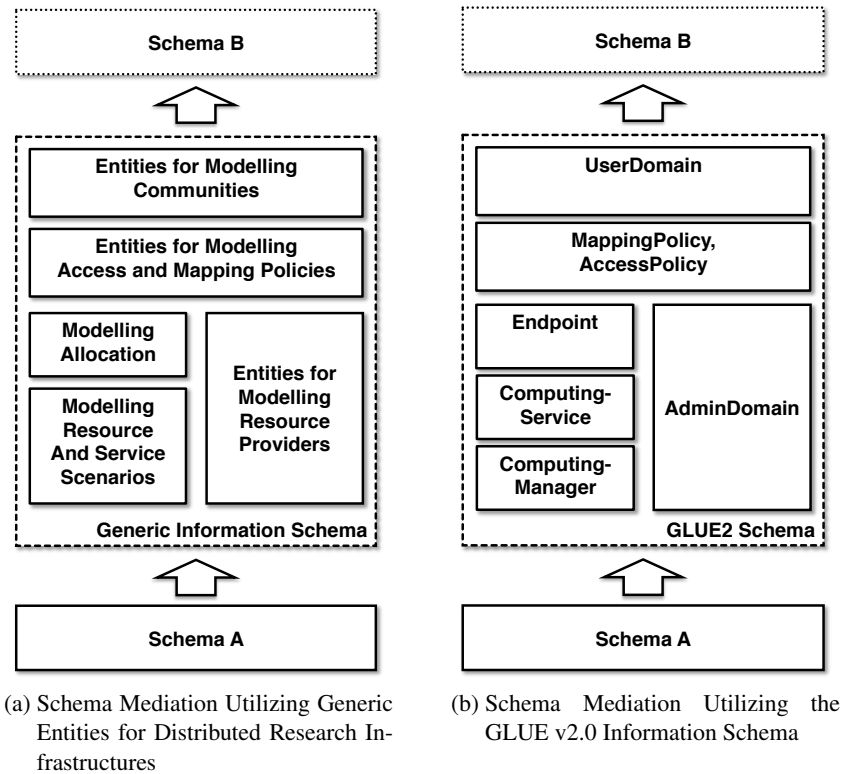 Schema B
Entities for Modelling
Communities
Entities for Modelling
Access and Mapping Policies
Modelling
Allocation
Modelling
Resource
And Service
Scenarios
Entities for
Modelling
Resource
Providers
Generic Information Schema
Schema A
(a) Schema Mediation Utilizing Generic
Entities for Distributed Research In-
frastructures
Schema B
UserDomain
MappingPolicy,
AccessPolicy
Endpoint
Computing-
Service
Computing-
Manager
AdminDomain
GLUE2 Schema
Schema A
(b) Schema Mediation Utilizing the
GLUE v2.0 Information Schema